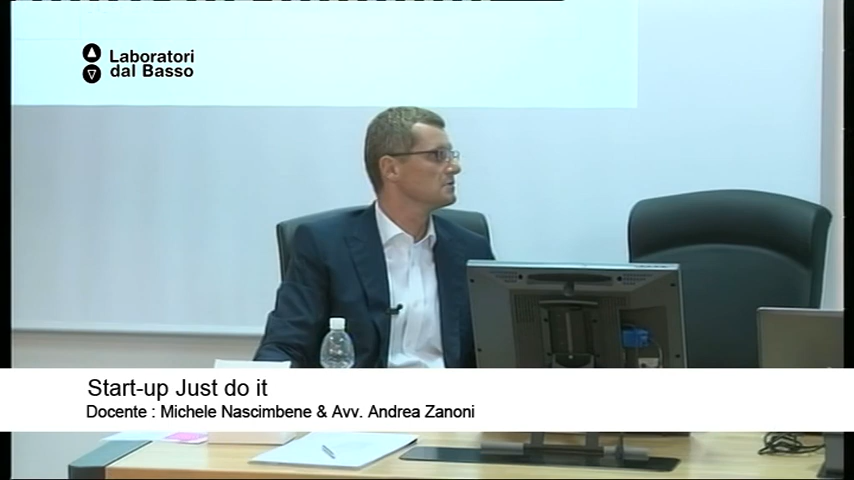 Laboratori
dal Basso
Start-up Just do it
Docente : Michele Nascimbene & Avv. Andrea Zanoni